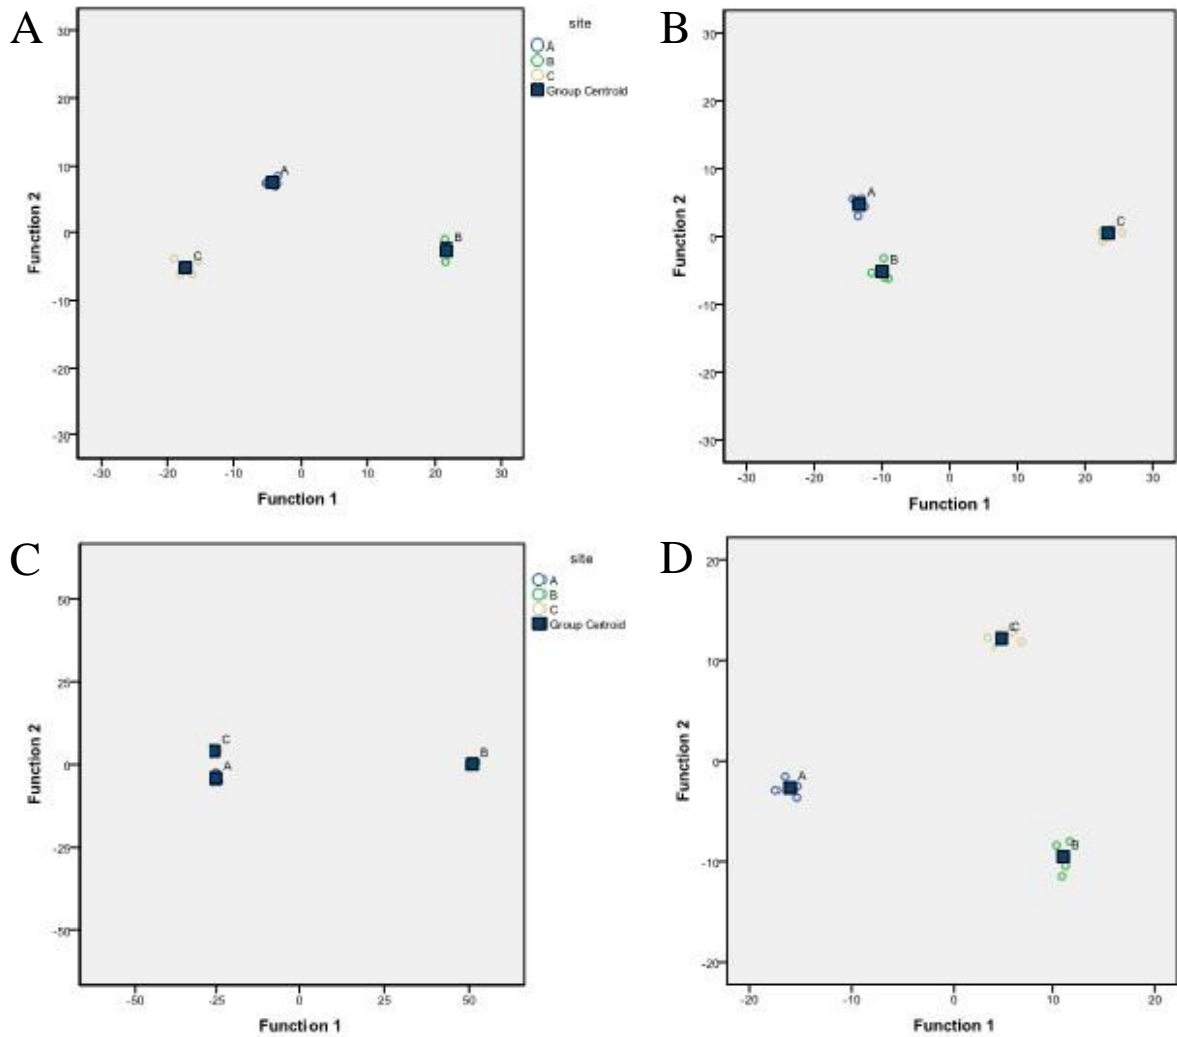 A
site
A
B
C
Group Centroid
30
20
10
0
-10
-20
-30
Function 2
A
B
C
-30 -20 -10 0 10 20 30
Function 1
B
30
20
10
0
-10
-20
-30
Function 2
A
B
C
-30 -20 -10 0 10 20 30
Function 1
C
site
A
B
C
Group Centroid
50
25
0
-25
-50
Function 2
C
A
B
-50 -25 0 25 50
Function 1
D
20
10
0
-10
-20
Function 2
C
A
B
-20 -10 0 10 20
Function 1